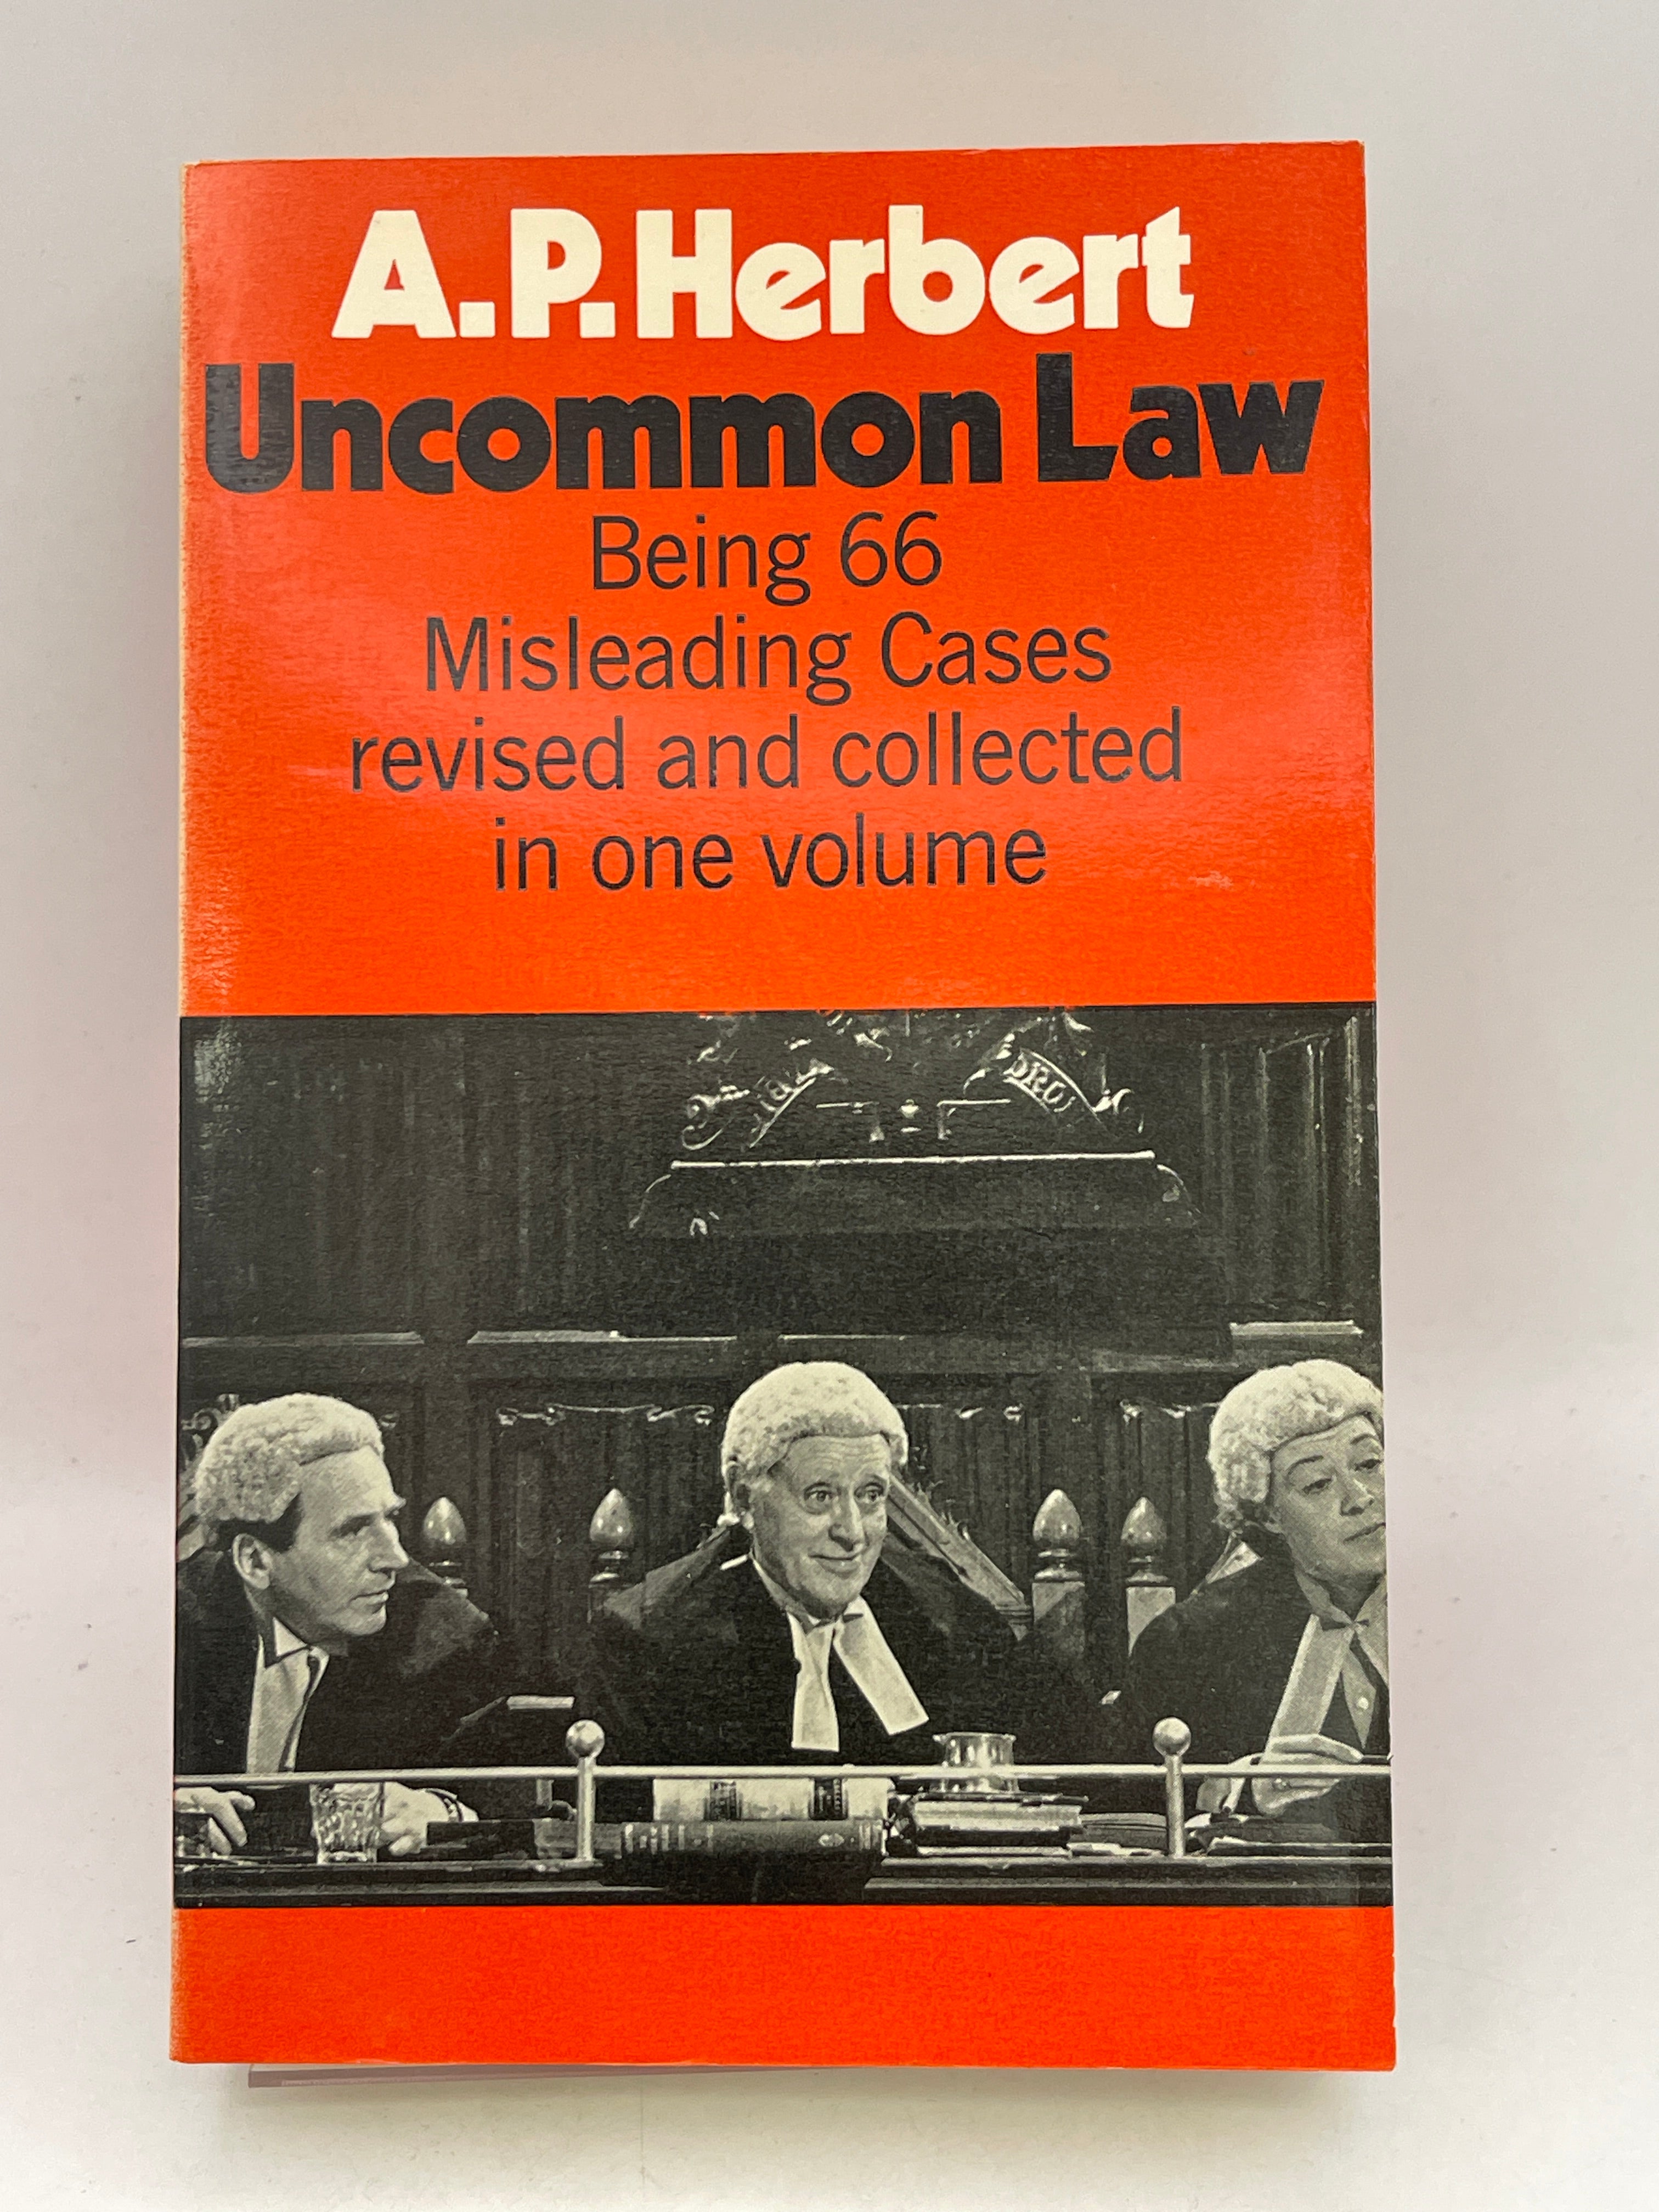 A.P. Herbert
Uncommon Law
Being 66
Misleading Cases
revised and collected
in one volume